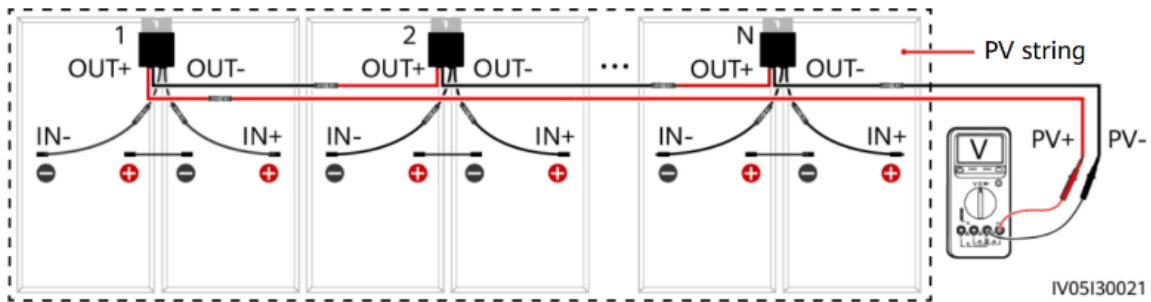 1 2 N
PV string
OUT+ OUT- OUT+ OUT- ... OUT+ OUT-
IN- IN+ IN- IN+ IN- IN+
V PV+ PV-
IV05I30021